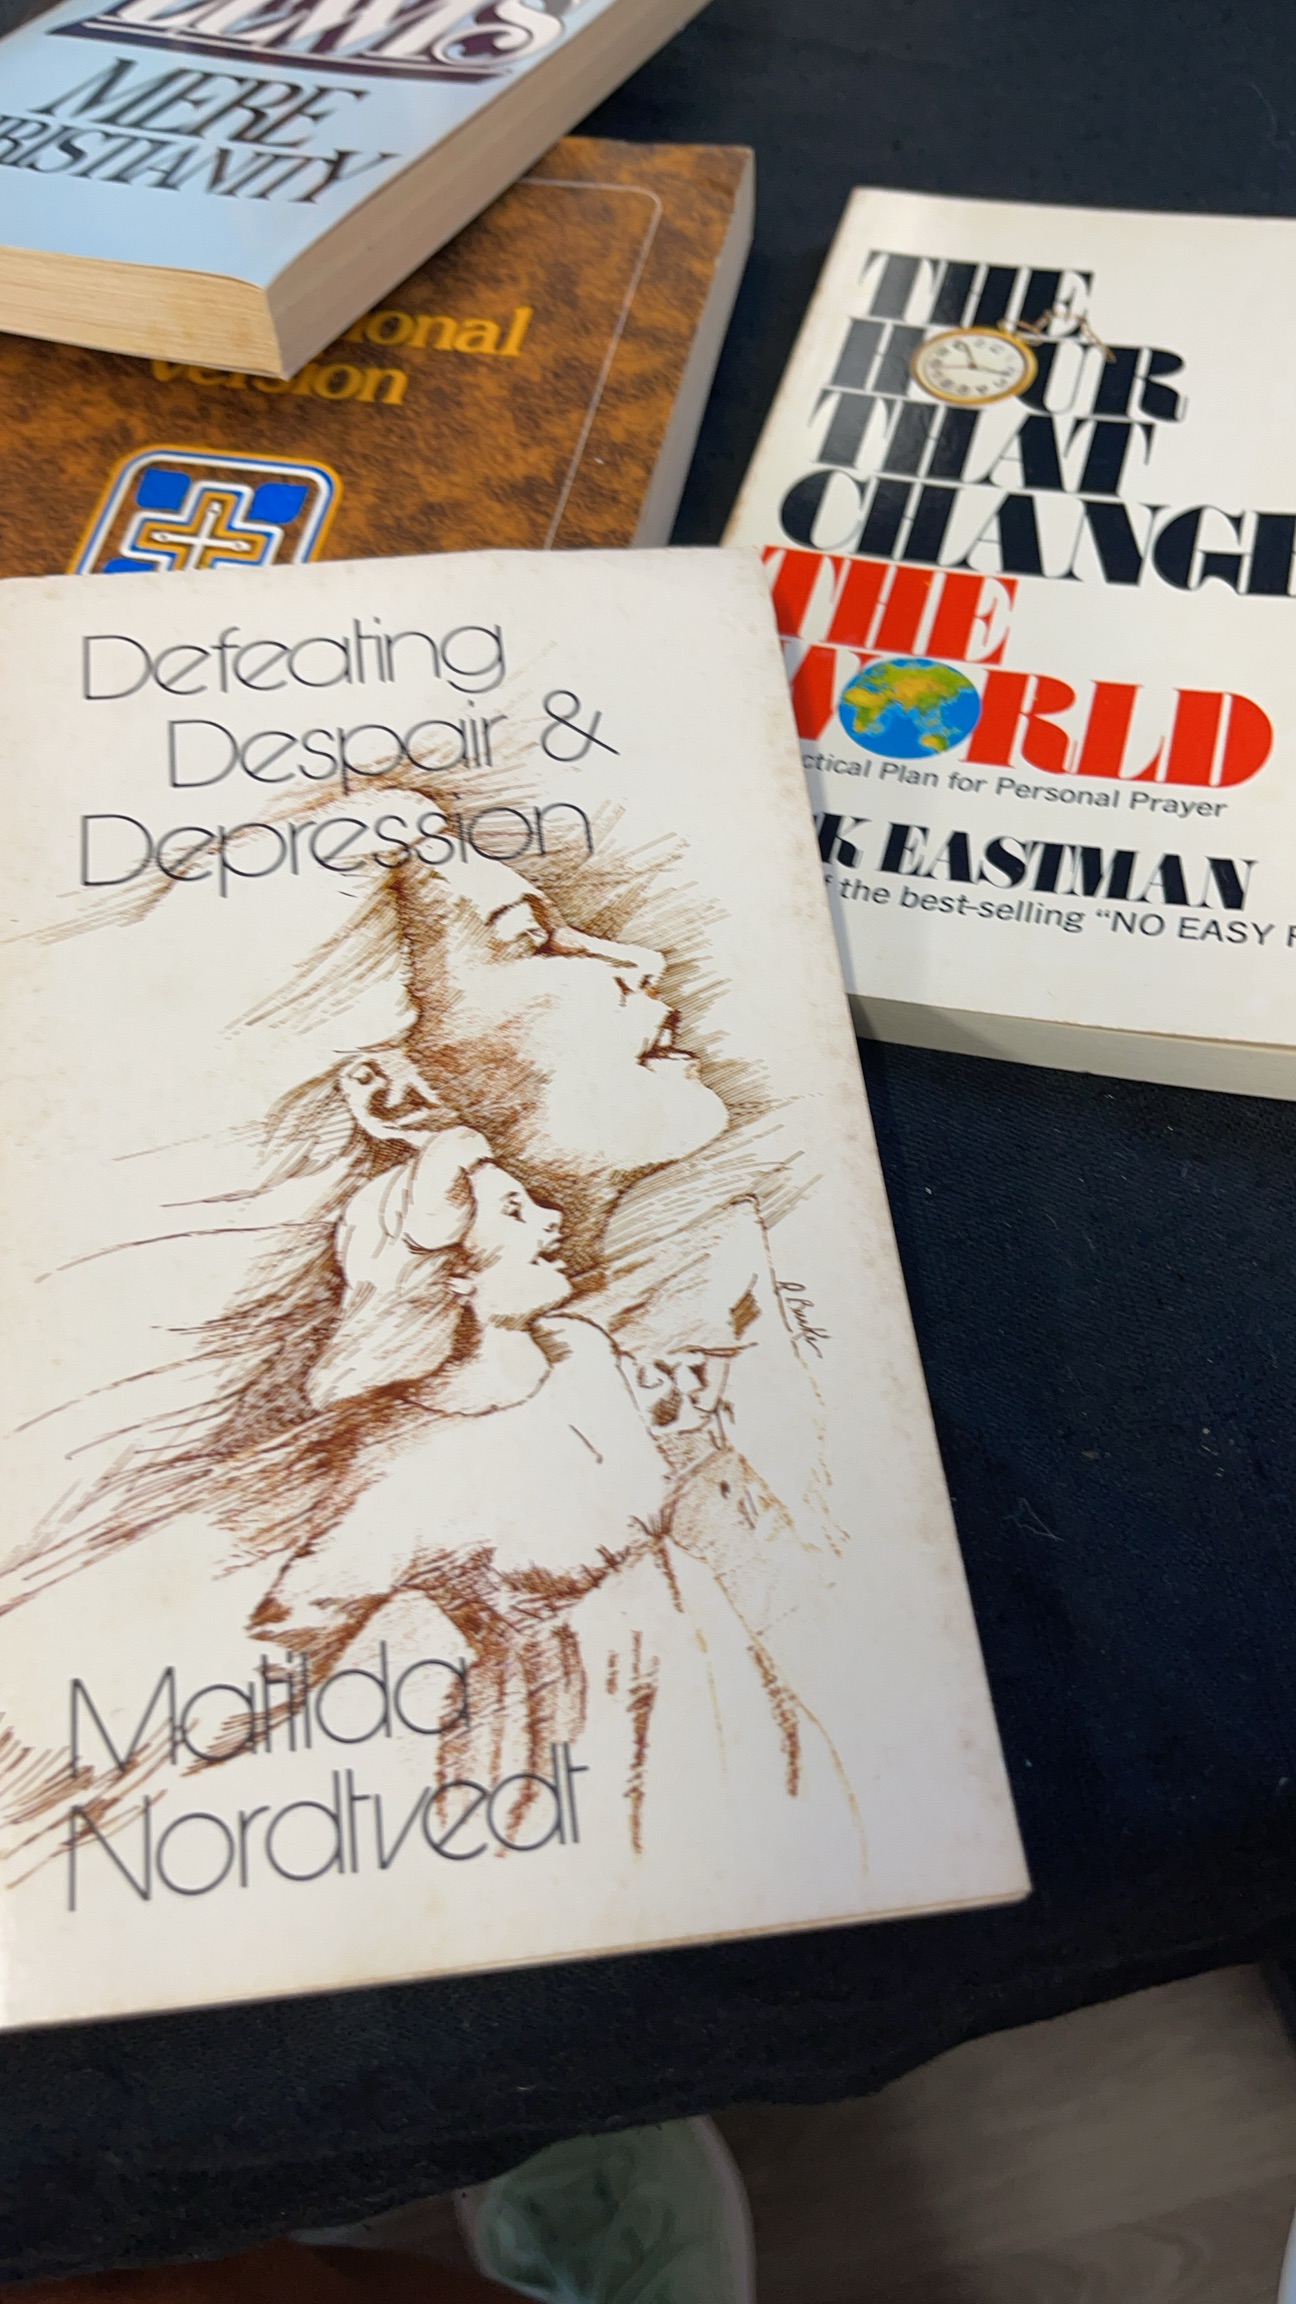 LEWIS
MERE
RISTIANITY
ional
Version
THE
HOUR
THAT
CHANGE
THE
WORLD
ctical Plan for Personal Prayer
K EASTMAN
the best-selling "NO EASY
Defeating
Despair &
Depression
Matilda
Nordtvedt